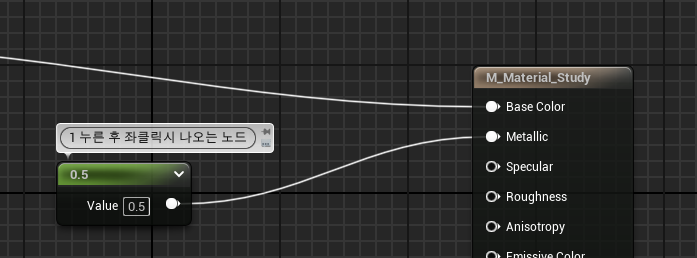 M_Material_Study
Base Color
1 누른 후 좌클릭시 나오는 노드
Metallic
0.5
Specular
Value 0.5
Roughness
Anisotropy
Emissive Color